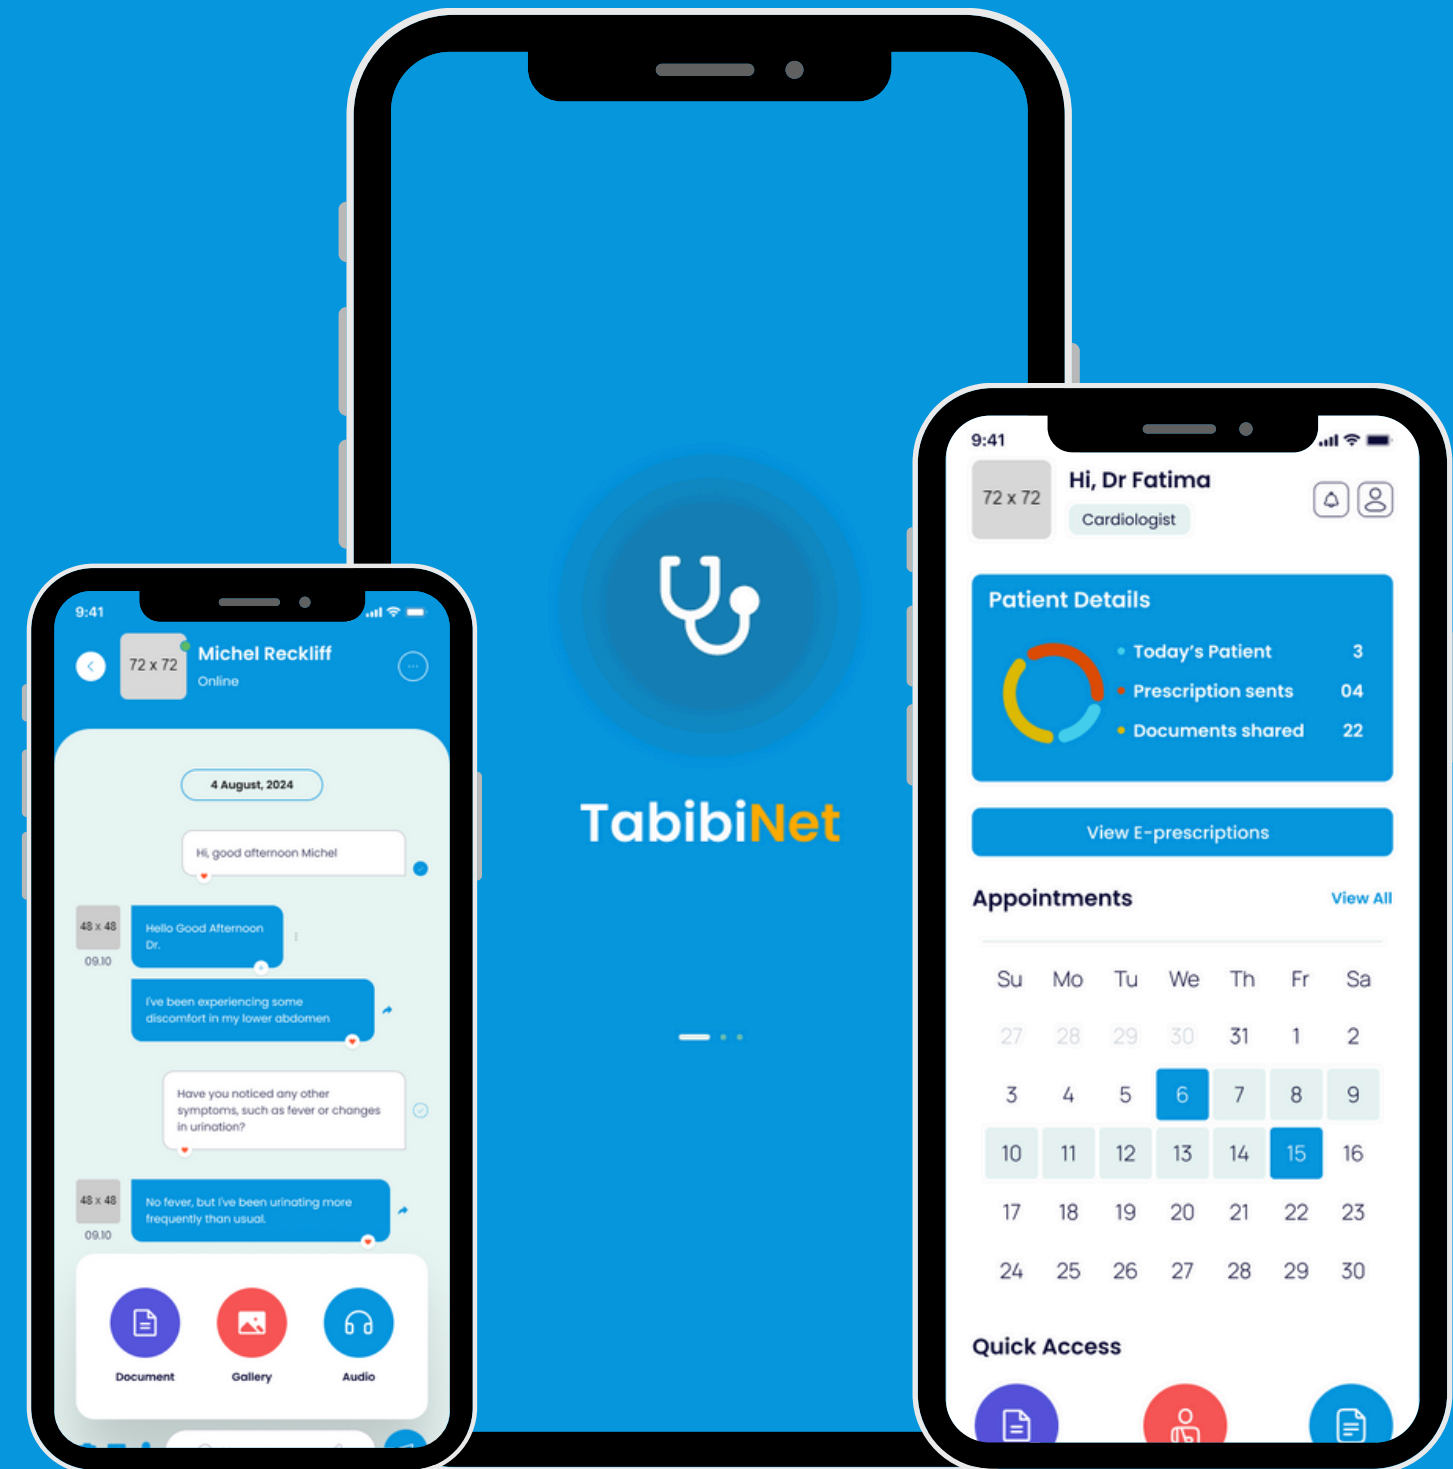 TabibiNet
9:41
72 x 72
Michel Reckliff
Online
4 August, 2024
Hi, good afternoon Michel
48 x 48
09.10
Hello Good Afternoon
Dr.
I've been experiencing some
discomfort in my lower abdomen
Have you noticed any other
symptoms, such as fever or changes
in urination?
48 x 48
09.10
No fever, but I've been urinating more
frequently than usual.
Document Gallery Audio
9:41
72 x 72
Hi, Dr Fatima
Cardiologist
Patient Details
Today's Patient 3
Prescription sents 04
Documents shared 22
View E-prescriptions
Appointments View All
Su Mo Tu We Th Fr Sa
27 28 29 30 31 1 2
3 4 5 6 7 8 9
10 11 12 13 14 15 16
17 18 19 20 21 22 23
24 25 26 27 28 29 30
Quick Access